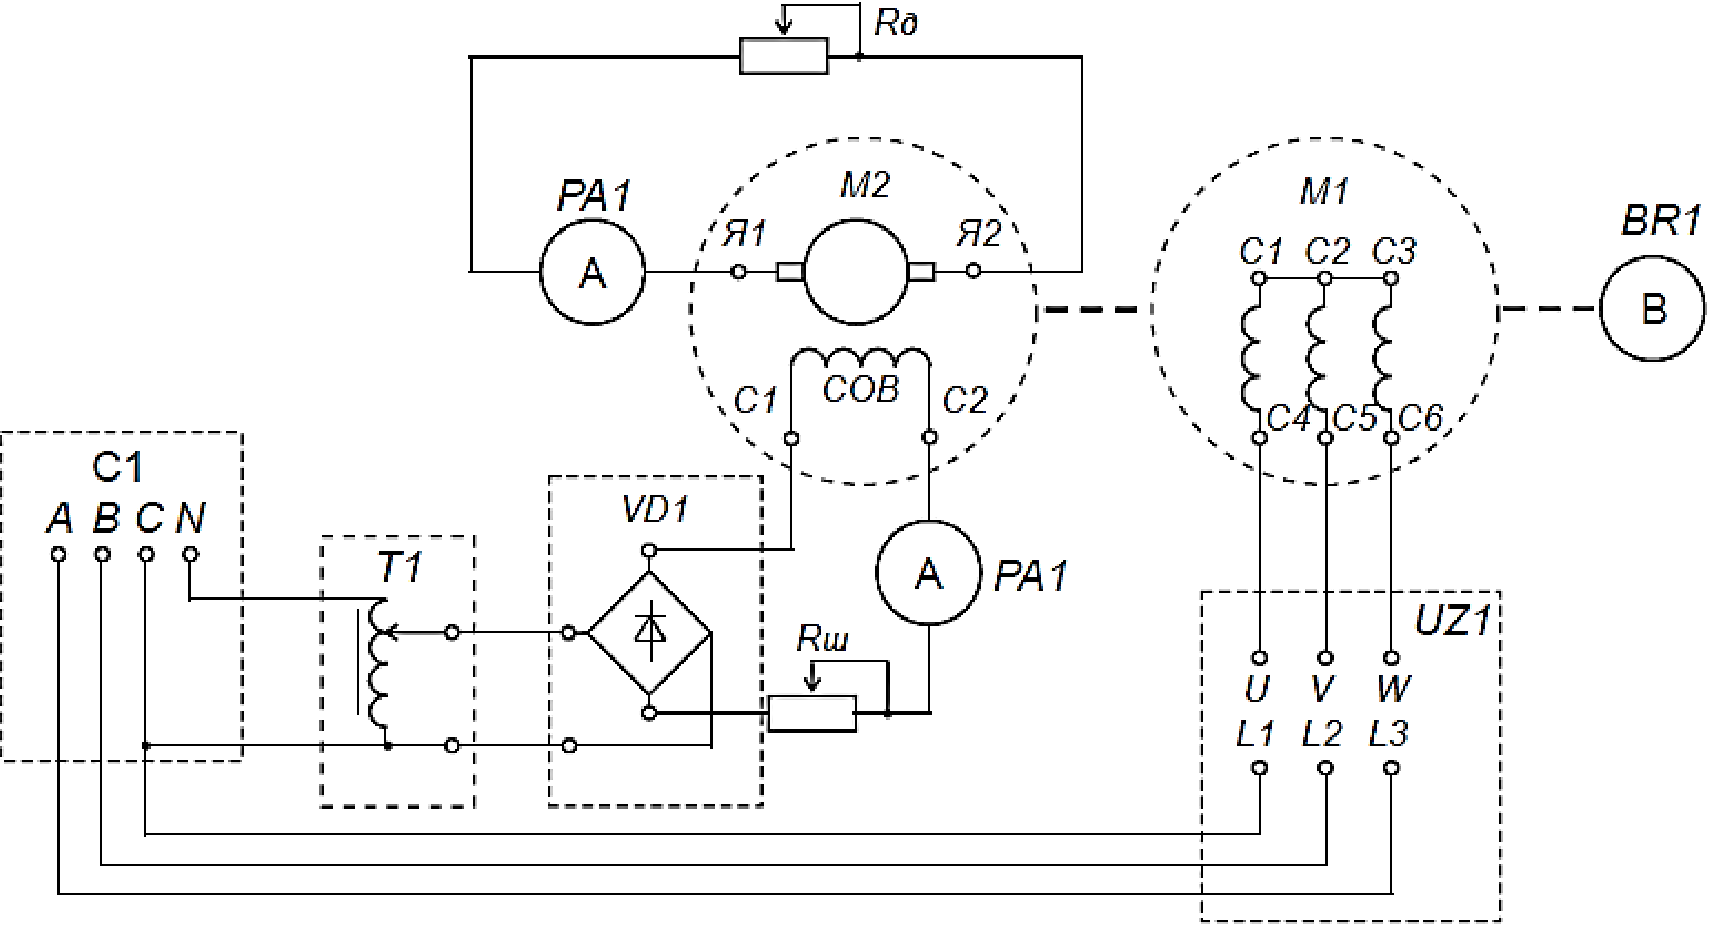 Rд
PA1
A
Я1
M2
Я2
C1
COB
C2
M1
C1 C2 C3
C4 C5 C6
BR1
B
C1
A B C N
T1
VD1
A
PA1
Rш
UZ1
U V W
L1 L2 L3